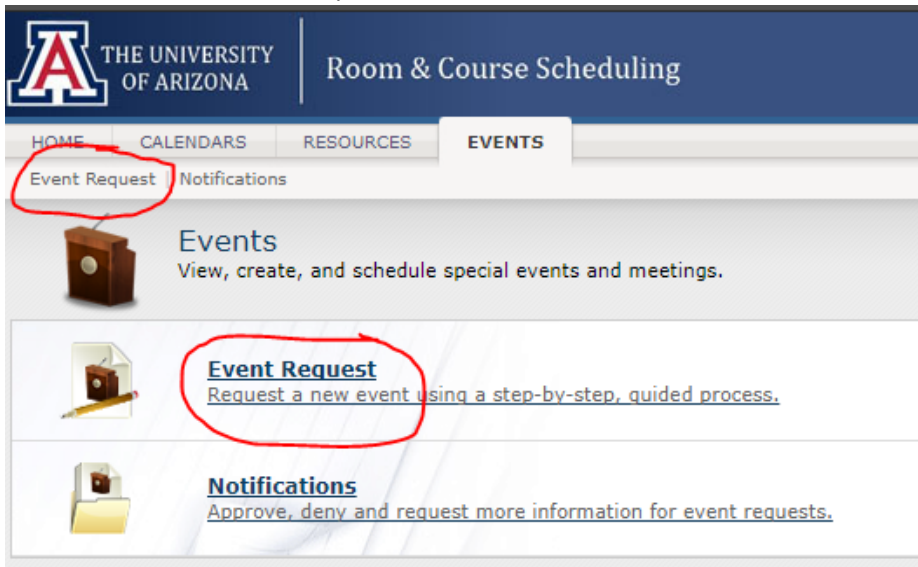 THE UNIVERSITY
OF ARIZONA
Room & Course Scheduling
HOME CALENDARS RESOURCES EVENTS
Event Request | Notifications
Events
View, create, and schedule special events and meetings.
Event Request
Request a new event using a step-by-step, guided process.
Notifications
Approve, deny and request more information for event requests.